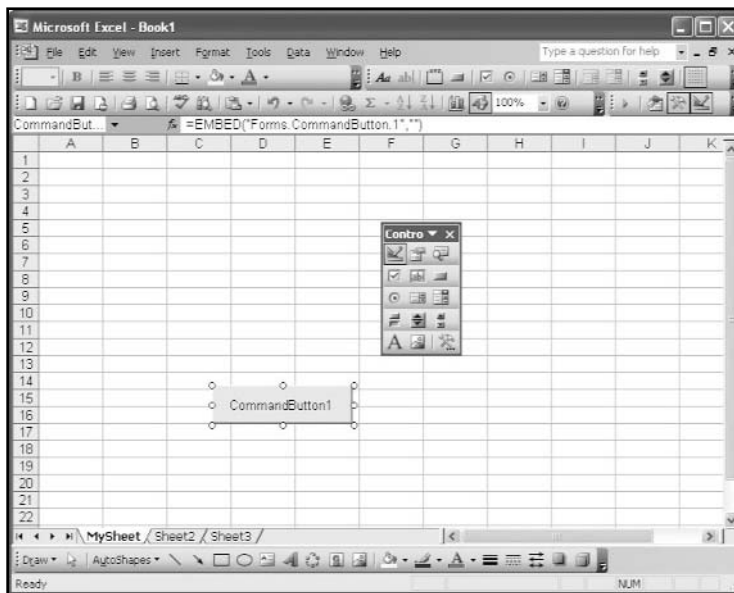 Microsoft Excel - Book1
File Edit View Insert Format Tools Data Window Help Type a question for help
100%
CommandBut... fx =EMBED("Forms.CommandButton.1","")
A B C D E F G H I J K
1
2
3
4
5
Contro
6
7
8
9
10
11
12
13
14
15
CommandButton1
16
17
18
19
20
21
22
MySheet Sheet2 Sheet3
Draw AutoShapes
Ready NUM